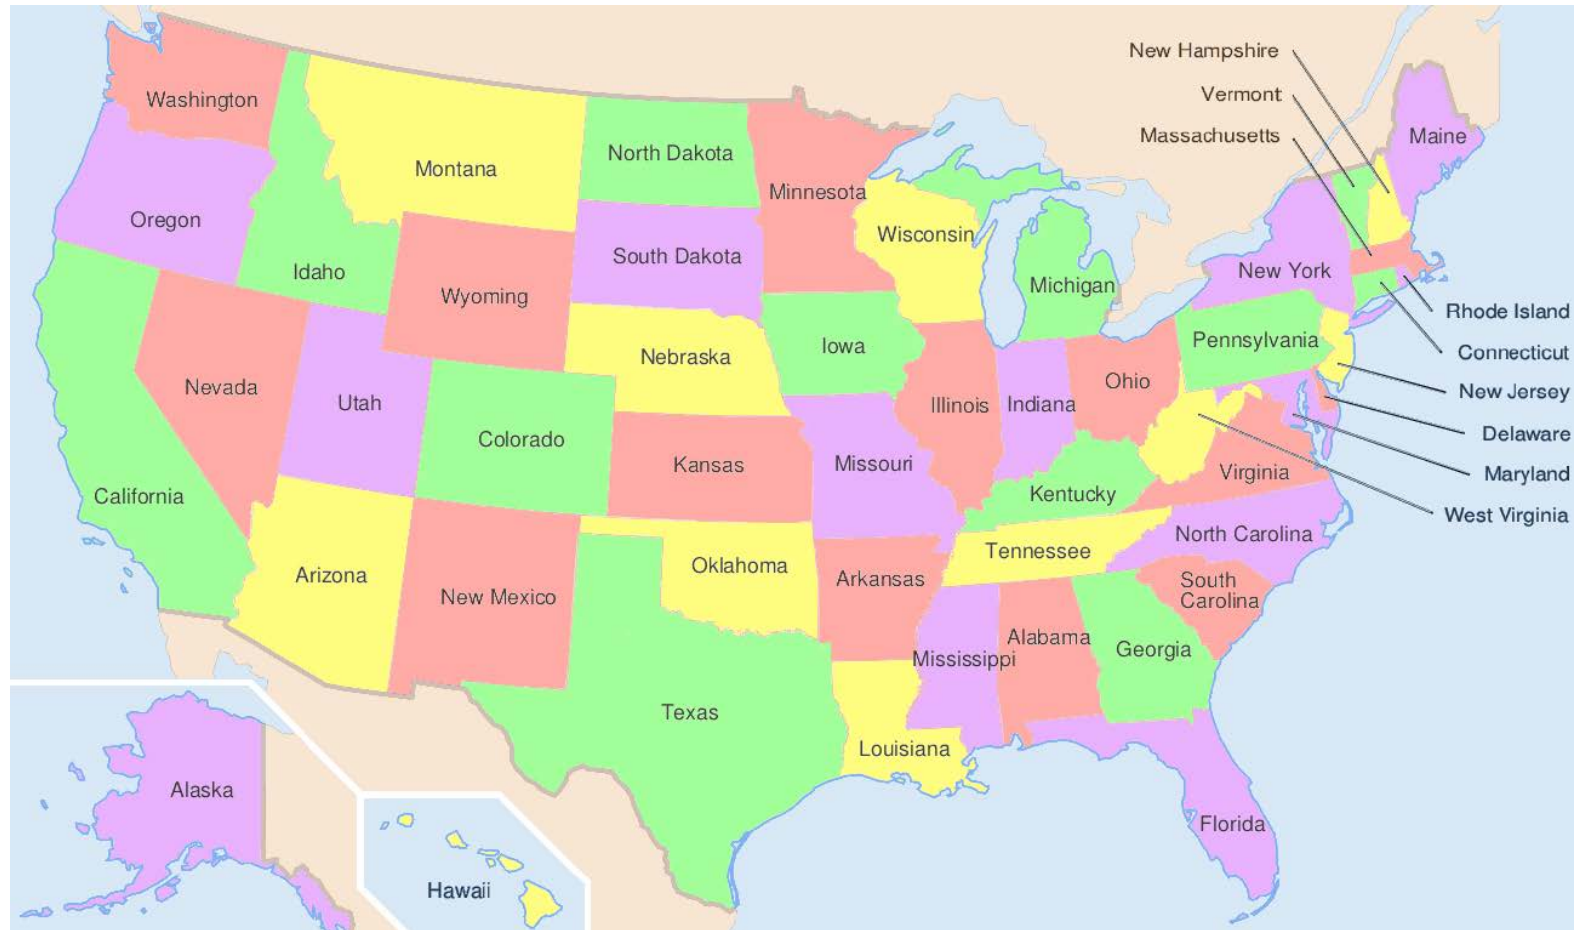 New Hampshire
Vermont
Massachusetts
Washington
Maine
Montana
North Dakota
Minnesota
Oregon
Wisconsin
South Dakota
Idaho
Michigan
New York
Wyoming
Rhode Island
Pennsylvania
Iowa
Connecticut
Nebraska
Nevada
Ohio
New Jersey
Utah
Illinois
Indiana
Colorado
Delaware
Kansas
Missouri
Virginia
Maryland
California
Kentucky
West Virginia
North Carolina
Tennessee
Oklahoma
Arizona
Arkansas
South
Carolina
New Mexico
Alabama
Georgia
Mississippi
Texas
Louisiana
Alaska
Florida
Hawaii